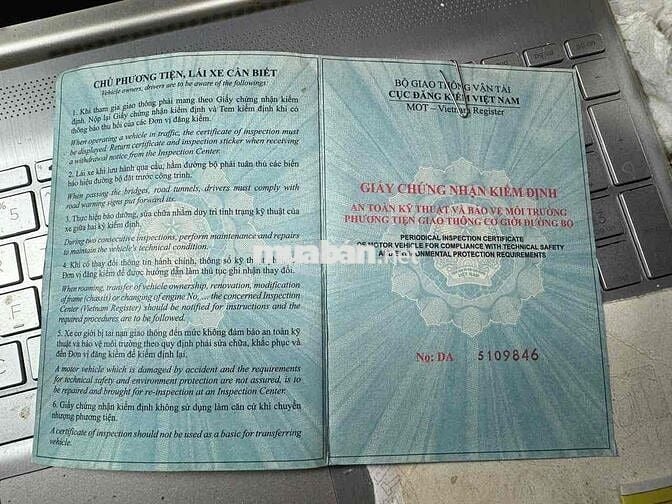 CHỦ PHƯƠNG TIỆN, LÁI XE CẦN BIẾT
Vehicle owners, drivers are to be aware of the followings:
1. Khi tham gia giao thông phải mang theo Giấy chứng nhận kiểm
định. Nộp lại Giấy chứng nhận kiểm định và Tem kiểm định khi có
thông báo thu hồi của các Đơn vị đăng kiểm.
When operating a vehicle in traffic, the certificate of inspection must
be displayed. Return certificate and inspection sticker when receiving
a withdrawal notice from the Inspection Center.
2. Lái xe khi lưu hành qua cầu, hầm đường bộ phải tuân thủ các biển
báo hiệu đường bộ đặt trước công trình.
When passing the bridges, road tunnels, drivers must comply with
road warning signs put forward its.
3. Thực hiện bảo dưỡng, sửa chữa nhằm duy trì tình trạng kỹ thuật của
xe giữa hai kỳ kiểm định.
During two consecutive inspections, perform maintenance and repairs
to maintain the vehicle's technical condition.
4. Khi có thay đổi thông tin hành chính, thông số kỹ thuật
Đơn vị đăng kiểm để được hướng dẫn làm thủ tục ghi nhận thay đổi.
When roaming, transfer of vehicle ownership, renovation, modification
of frame (chassis) or changing of engine No, ... the concerned Inspection
Center (Vietnam Register) should be notified for instructions and the
required procedures are to be followed.
5. Xe cơ giới bị tai nạn giao thông đến mức không đảm bảo an toàn kỹ
thuật và bảo vệ môi trường theo quy định phải sửa chữa, khắc phục và
đến Đơn vị đăng kiểm để kiểm định lại.
A motor vehicle which is damaged by accident and the requirements
for technical safety and environment protection are not assured, is to
be repaired and brought for re-inspection at an Inspection Center.
6. Giấy chứng nhận kiểm định không sử dụng làm căn cứ khi chuyển
nhượng phương tiện.
A certificate of inspection should not be used as a basic for transferring
vehicle.
BỘ GIAO THÔNG VẬN TẢI
CỤC ĐĂNG KIỂM VIỆT NAM
MOT – Vietnam Register
GIẤY CHỨNG NHẬN KIỂM ĐỊNH
AN TOÀN KỸ THUẬT VÀ BẢO VỆ MÔI TRƯỜNG
PHƯƠNG TIỆN GIAO THÔNG CƠ GIỚI ĐƯỜNG BỘ
PERIODICAL INSPECTION CERTIFICATE
OF MOTOR VEHICLE FOR COMPLIANCE WITH TECHNICAL SAFETY
AND ENVIRONMENTAL PROTECTION REQUIREMENTS
No: DA 5109846
muaban.net